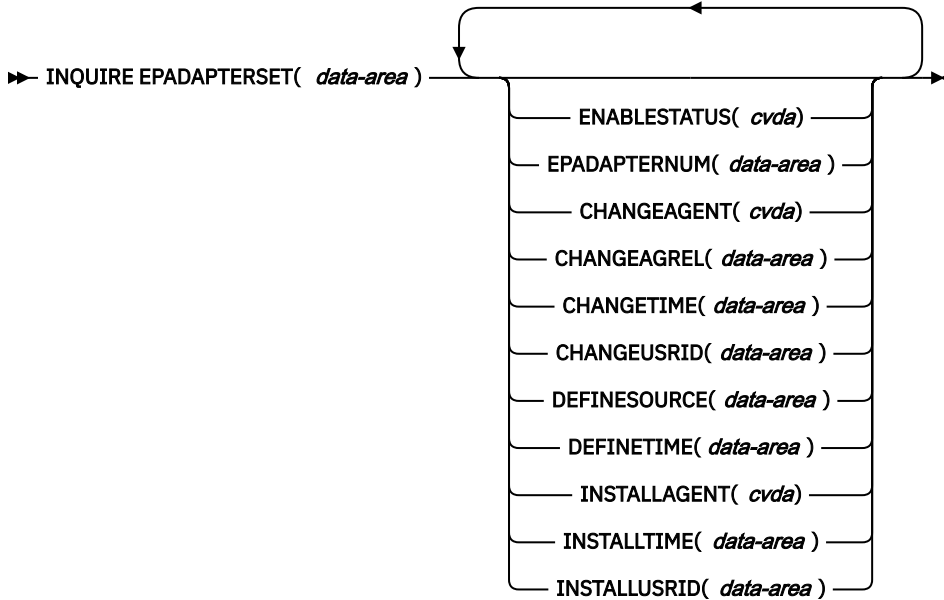 INQUIRE EPADAPTERSET( data-area )
ENABLESTATUS( cvda)
EPADAPTERNUM( data-area )
CHANGEAGENT( cvda)
CHANGEAGREL( data-area )
CHANGETIME( data-area )
CHANGEUSRID( data-area )
DEFINESOURCE( data-area )
DEFINETIME( data-area )
INSTALLAGENT( cvda)
INSTALLTIME( data-area )
INSTALLUSRID( data-area )